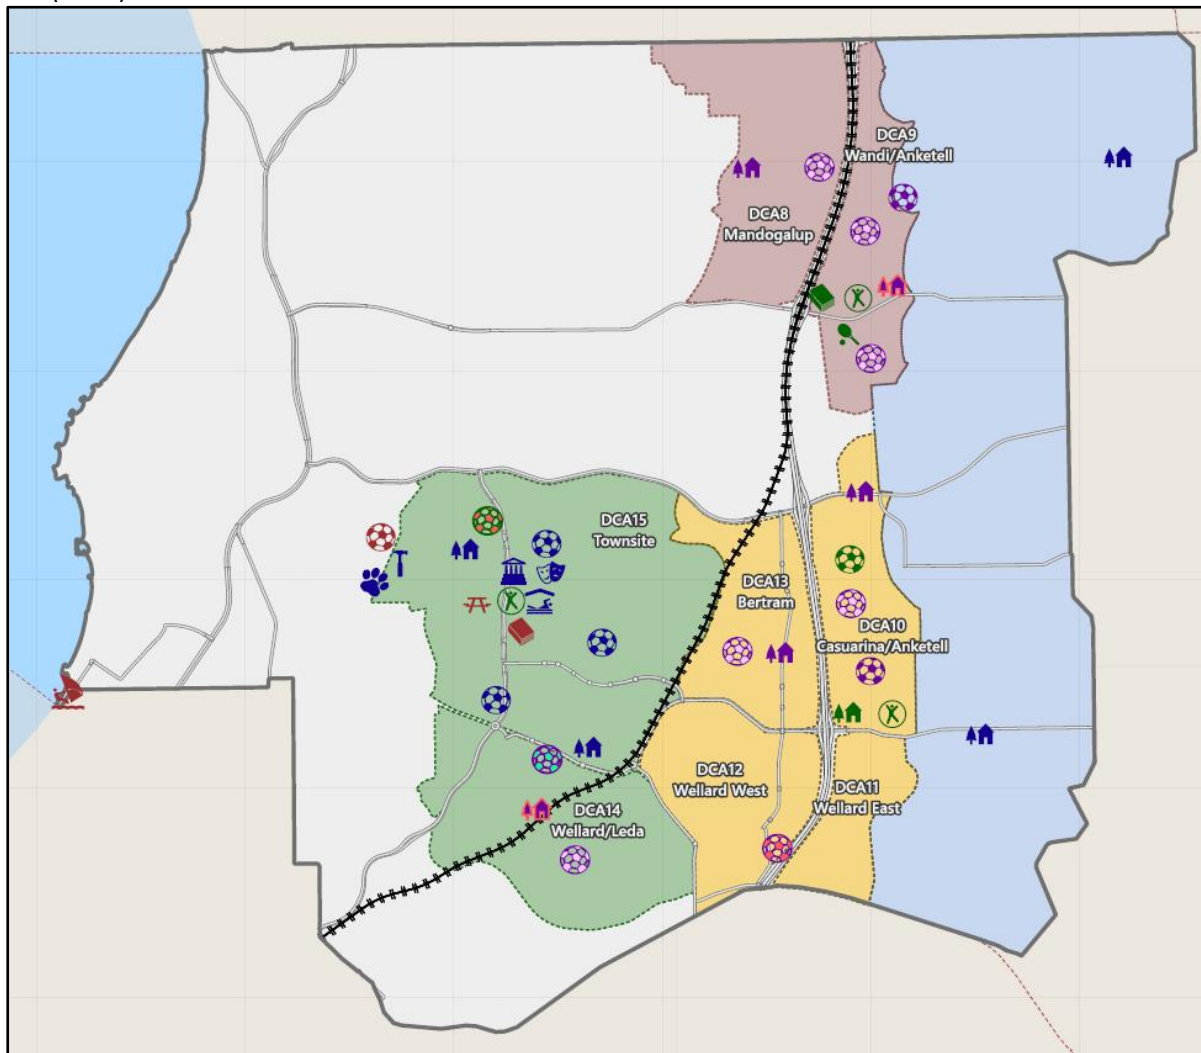 DCA9
Wandi/Anketell
DCA8
Mandogalup
DCA15
Townsite
DCA13
Bertram
DCA10
Casuarina/Anketell
DCA12
Wellard West
DCA11
Wellard East
DCA14
Wellard/Leda